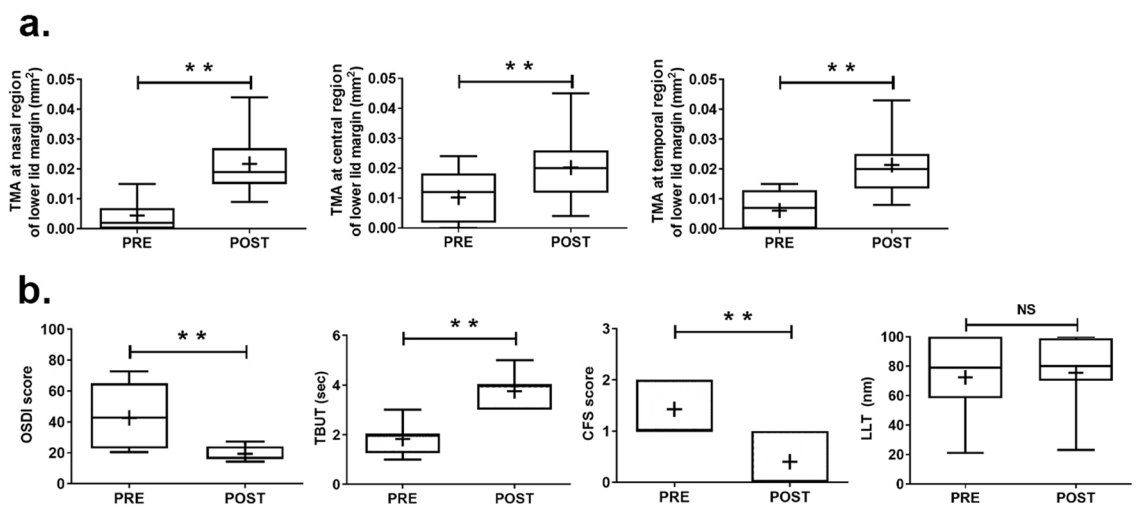 a.
TMA at nasal region
of lower lid margin (mm²)
0.05
0.04
0.03
0.02
0.01
0.00
* *
PRE
POST
TMA at central region
of lower lid margin (mm²)
0.05
0.04
0.03
0.02
0.01
0.00
* *
PRE
POST
TMA at temporal region
of lower lid margin (mm²)
0.05
0.04
0.03
0.02
0.01
0.00
* *
PRE
POST
b.
OSDI score
100
80
60
40
20
0
* *
PRE
POST
TBUT (sec)
6
4
2
0
* *
PRE
POST
CFS score
3
2
1
0
* *
PRE
POST
LLT (nm)
100
80
60
40
20
0
NS
PRE
POST